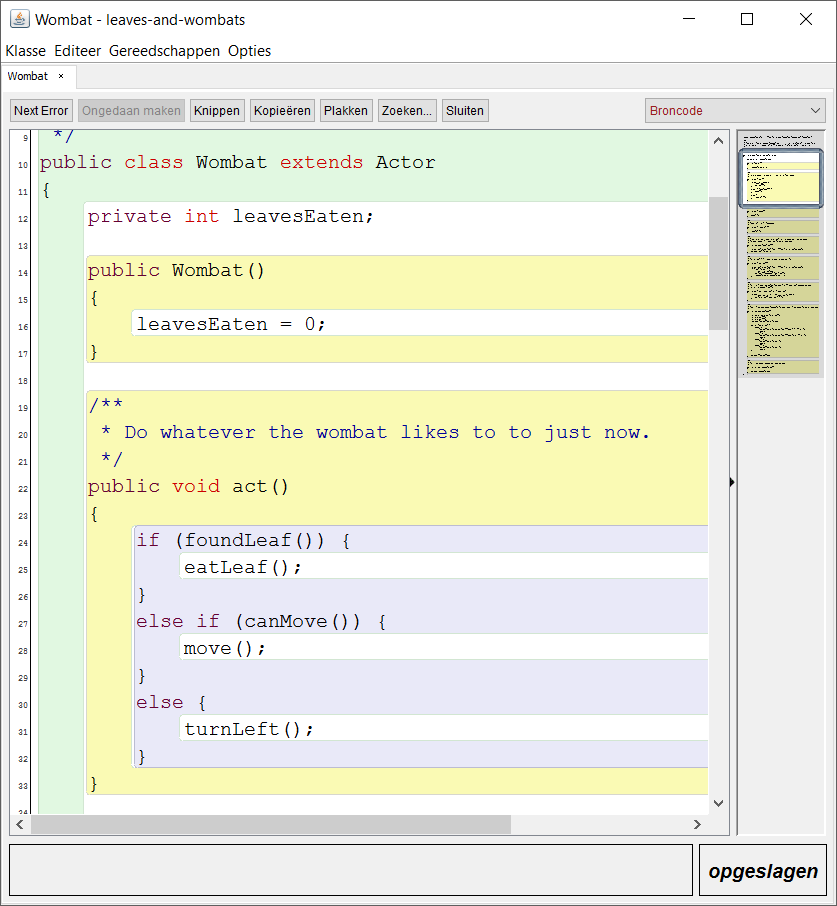 Wombat - leaves-and-wombats
Klasse Editeer Gereedschappen Opties
Wombat ×
Next Error Ongedaan maken Knippen Kopieëren Plakken Zoeken... Sluiten Broncode
9 */
10 public class Wombat extends Actor
11 {
12 private int leavesEaten;
13
14 public Wombat()
15 {
16 leavesEaten = 0;
17 }
18
19 /**
20 * Do whatever the wombat likes to to just now.
21 */
22 public void act()
23 {
24 if (foundLeaf()) {
25 eatLeaf();
26 }
27 else if (canMove()) {
28 move();
29 }
30 else {
31 turnLeft();
32 }
33 }
34
opgeslagen